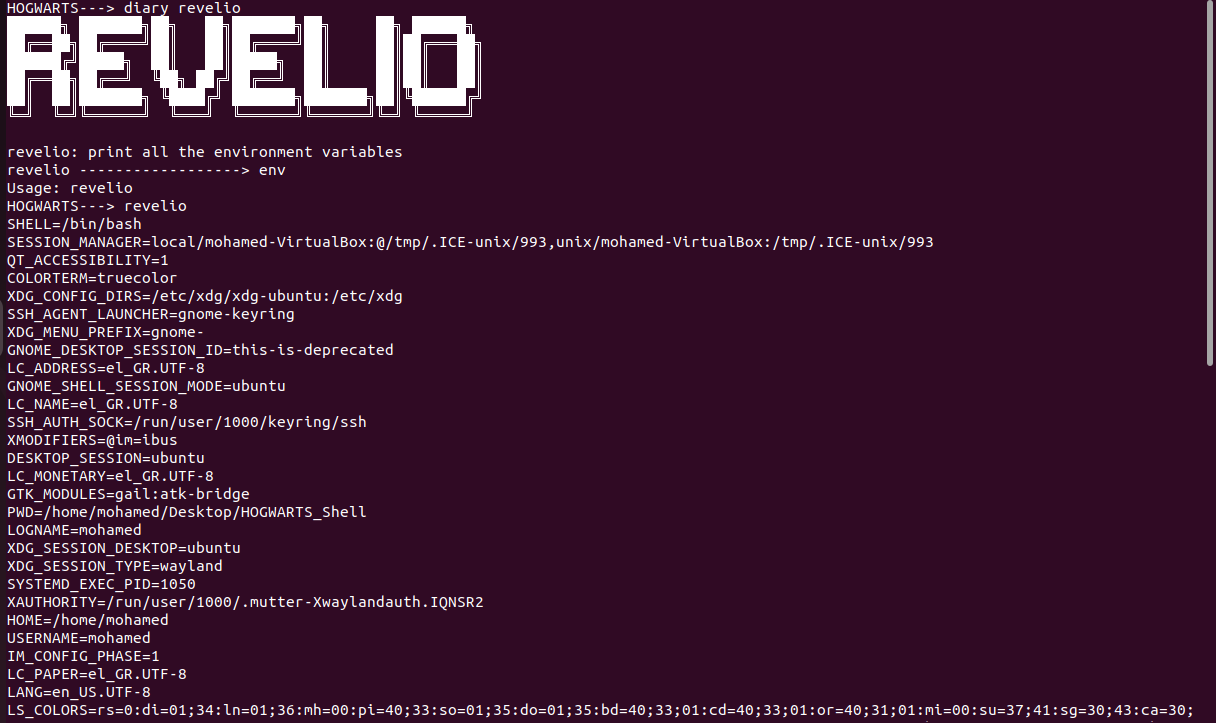 HOGWARTS---> diary revelio
REVELIO
revelio: print all the environment variables
revelio ------------------> env
Usage: revelio
HOGWARTS---> revelio
SHELL=/bin/bash
SESSION_MANAGER=local/mohamed-VirtualBox:@/tmp/.ICE-unix/993,unix/mohamed-VirtualBox:/tmp/.ICE-unix/993
QT_ACCESSIBILITY=1
COLORTERM=truecolor
XDG_CONFIG_DIRS=/etc/xdg/xdg-ubuntu:/etc/xdg
SSH_AGENT_LAUNCHER=gnome-keyring
XDG_MENU_PREFIX=gnome-
GNOME_DESKTOP_SESSION_ID=this-is-deprecated
LC_ADDRESS=el_GR.UTF-8
GNOME_SHELL_SESSION_MODE=ubuntu
LC_NAME=el_GR.UTF-8
SSH_AUTH_SOCK=/run/user/1000/keyring/ssh
XMODIFIERS=@im=ibus
DESKTOP_SESSION=ubuntu
LC_MONETARY=el_GR.UTF-8
GTK_MODULES=gail:atk-bridge
PWD=/home/mohamed/Desktop/HOGWARTS_Shell
LOGNAME=mohamed
XDG_SESSION_DESKTOP=ubuntu
XDG_SESSION_TYPE=wayland
SYSTEMD_EXEC_PID=1050
XAUTHORITY=/run/user/1000/.mutter-Xwaylandauth.IQNSR2
HOME=/home/mohamed
USERNAME=mohamed
IM_CONFIG_PHASE=1
LC_PAPER=el_GR.UTF-8
LANG=en_US.UTF-8
LS_COLORS=rs=0:di=01;34:ln=01;36:mh=00:pi=40;33:so=01;35:do=01;35:bd=40;33;01:cd=40;33;01:or=40;31;01:mi=00:su=37;41:sg=30;43:ca=30;